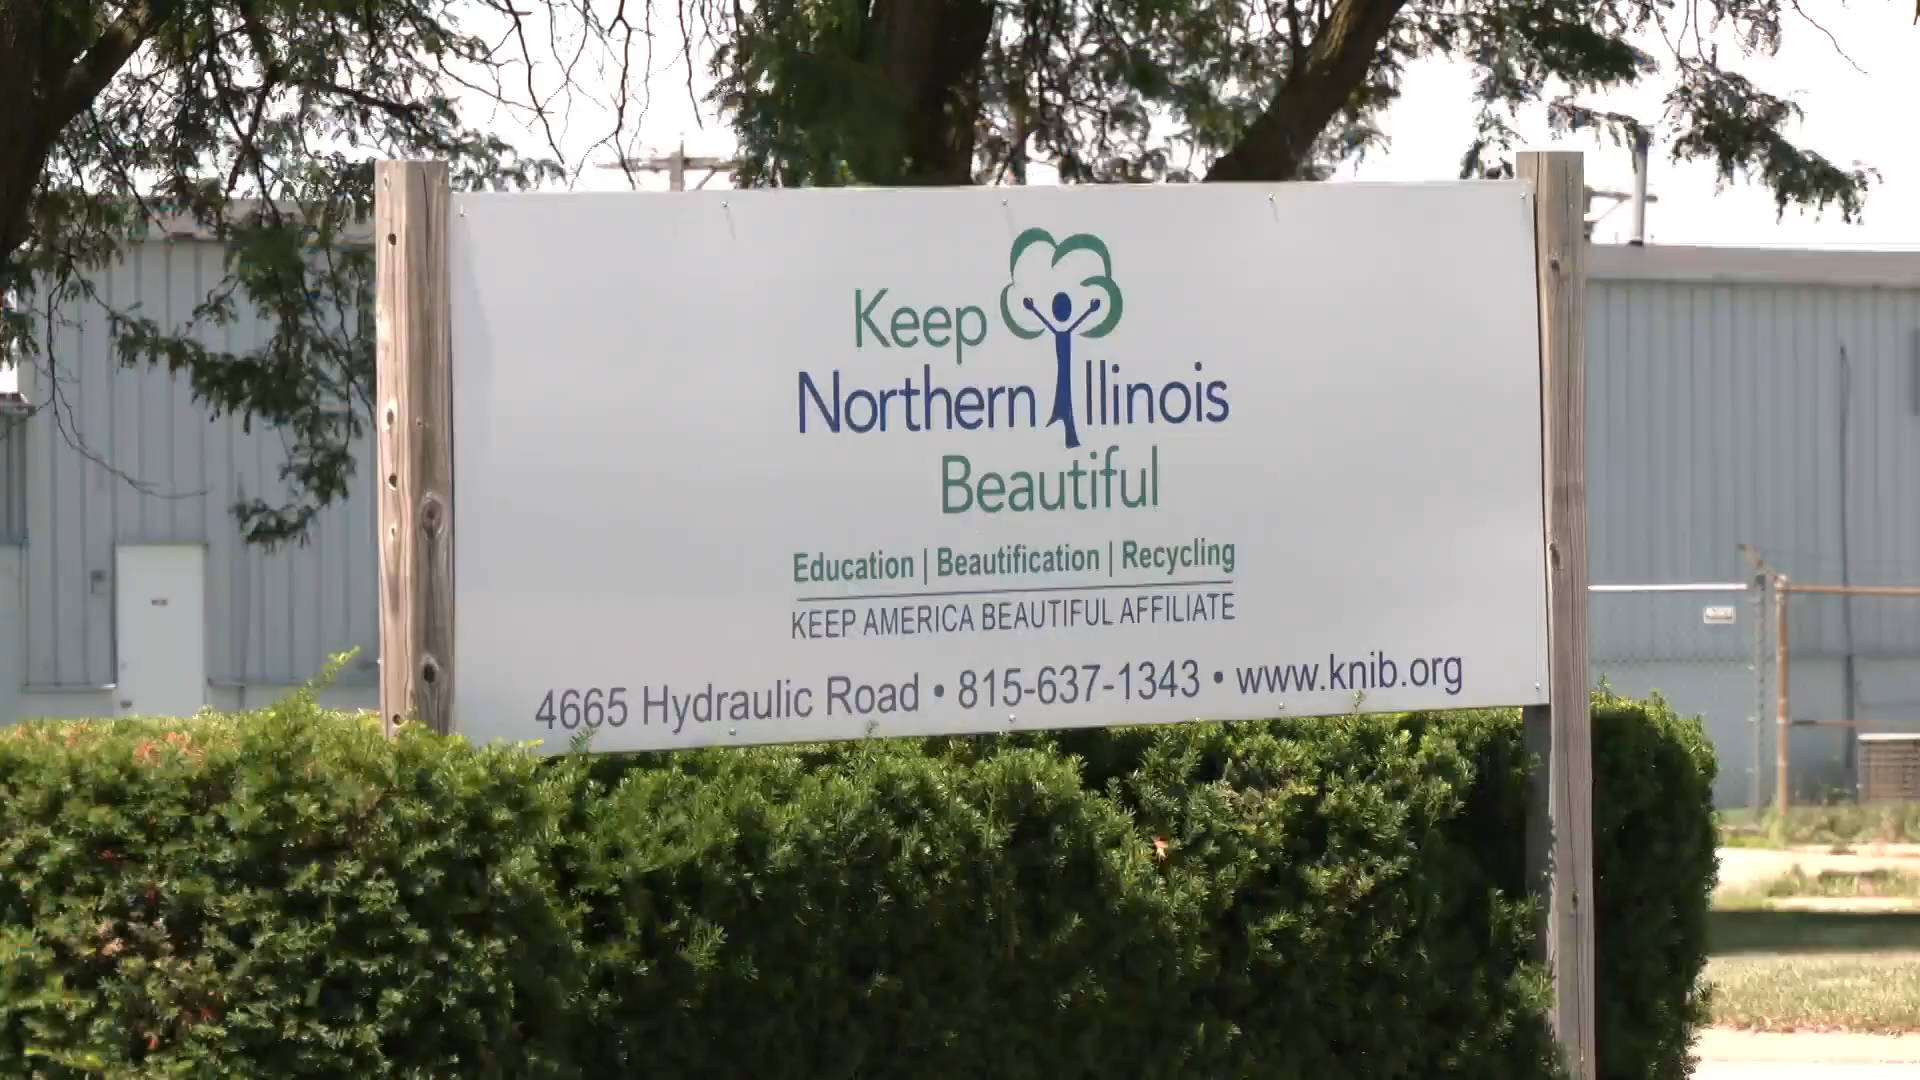 Keep
Northern Illinois
Beautiful
Education | Beautification | Recycling
KEEP AMERICA BEAUTIFUL AFFILIATE
4665 Hydraulic Road • 815-637-1343 • www.knib.org